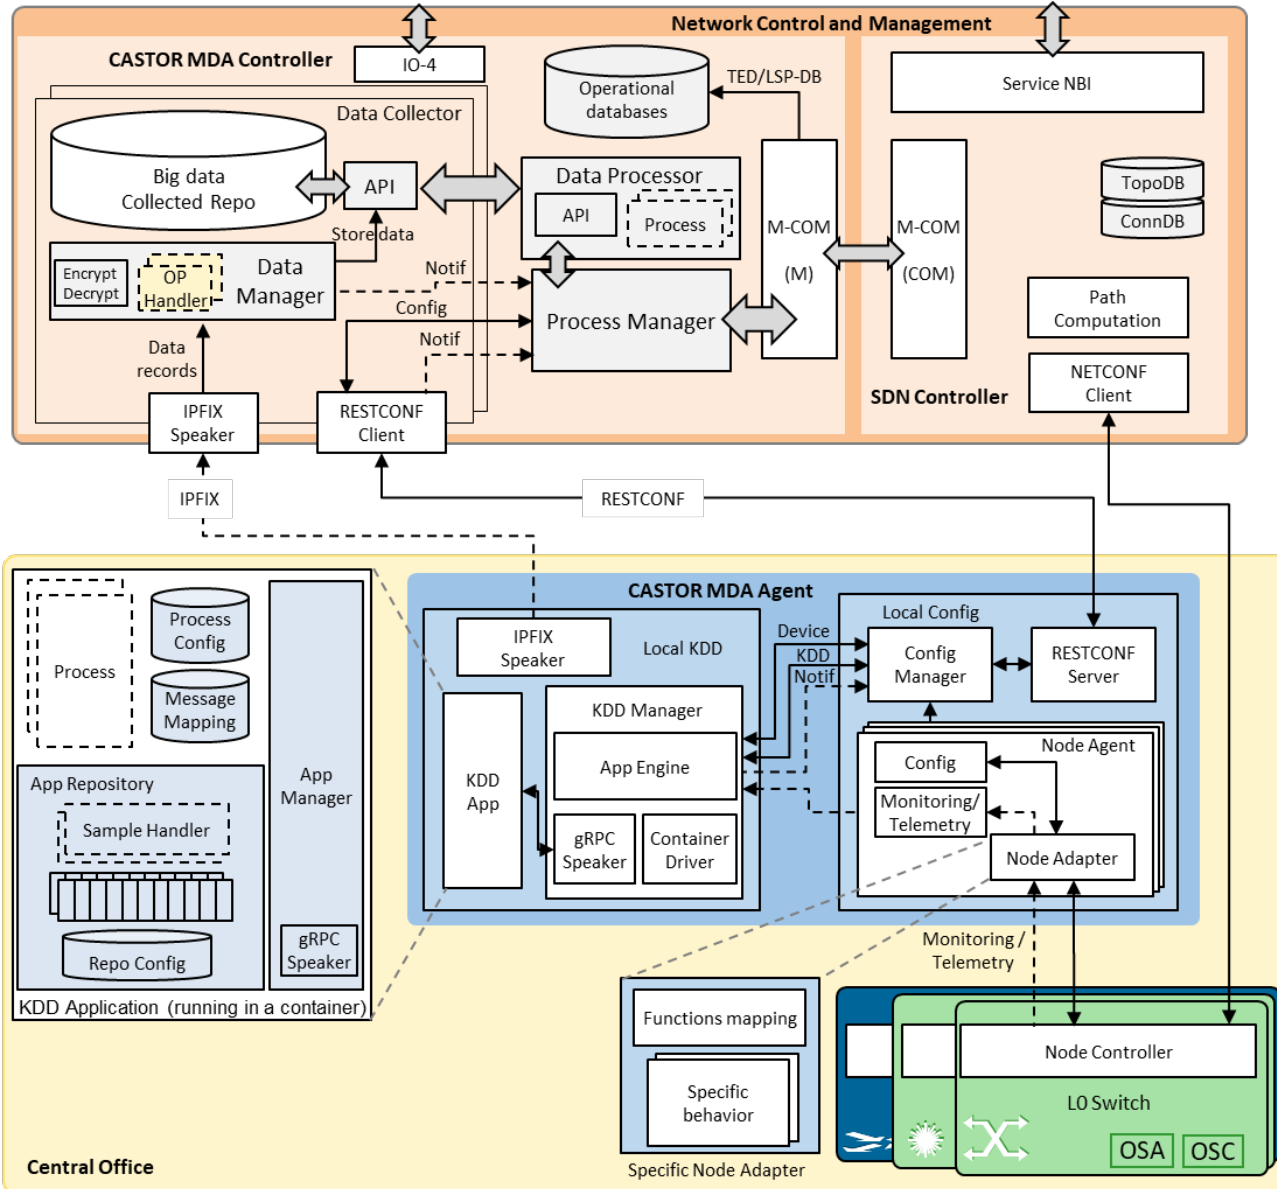 Network Control and Management
CASTOR MDA Controller
IO-4
Data Collector
Big data
Collected Repo
API
Store data
Encrypt
Decrypt
OP
Handler
Data
Manager
Data
records
IPFIX
Speaker
RESTCONF
Client
Notif
Config
Notif
Operational
databases
TED/LSP-DB
Data Processor
API
Process
Process Manager
M-COM
(M)
M-COM
(COM)
Service NBI
TopoDB
ConnDB
Path
Computation
NETCONF
Client
SDN Controller
IPFIX
RESTCONF
CASTOR MDA Agent
Process
Process
Config
Message
Mapping
App Repository
Sample Handler
Repo Config
App
Manager
gRPC
Speaker
KDD Application (running in a container)
IPFIX
Speaker
Local KDD
KDD
App
KDD Manager
App Engine
gRPC
Speaker
Container
Driver
Device
KDD
Notif
Local Config
Config
Manager
RESTCONF
Server
Node Agent
Config
Monitoring/
Telemetry
Node Adapter
Monitoring /
Telemetry
Functions mapping
Specific
behavior
Specific Node Adapter
Node Controller
L0 Switch
OSA
OSC
Central Office